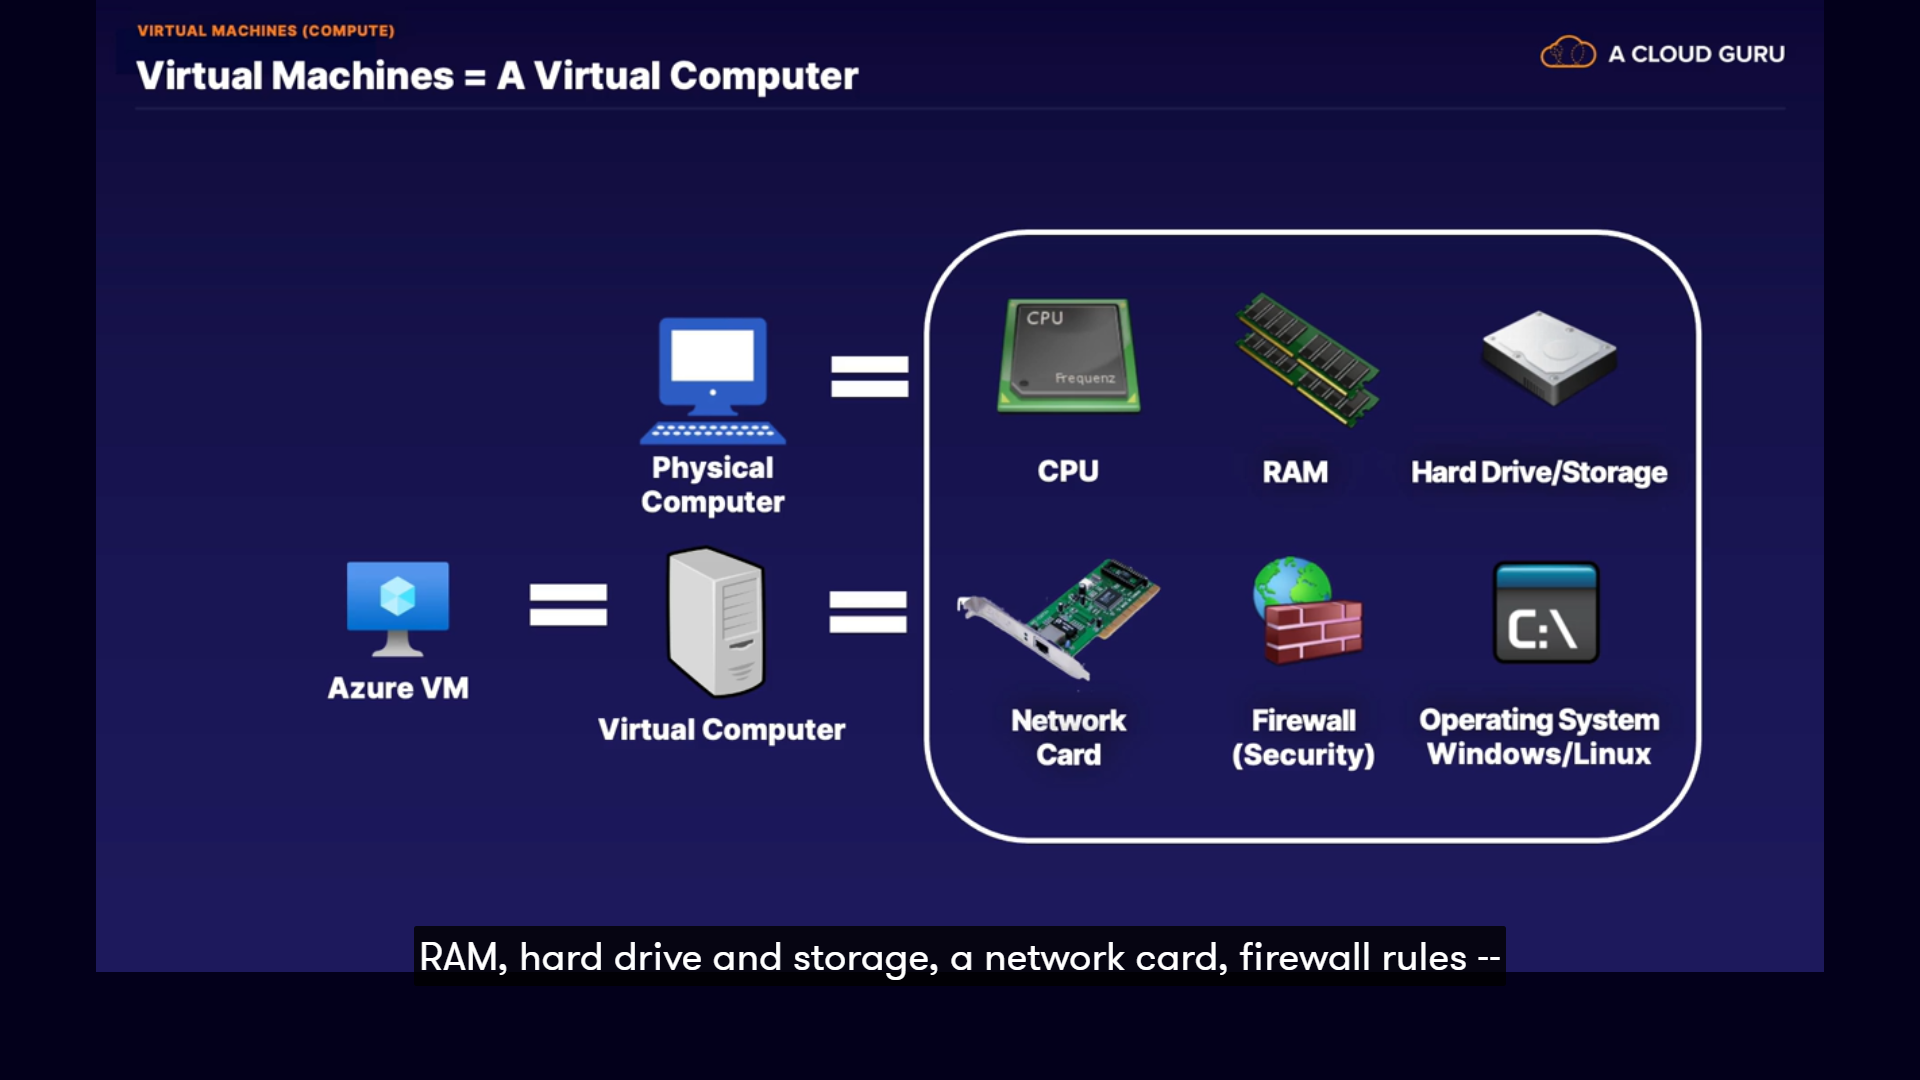 VIRTUAL MACHINES (COMPUTE)
Virtual Machines = A Virtual Computer
A CLOUD GURU
CPU
Frequenz
Physical
Computer
CPU
RAM
Hard Drive/Storage
C:\
Azure VM
Virtual Computer
Network
Card
Firewall
(Security)
Operating System
Windows/Linux
RAM, hard drive and storage, a network card, firewall rules --